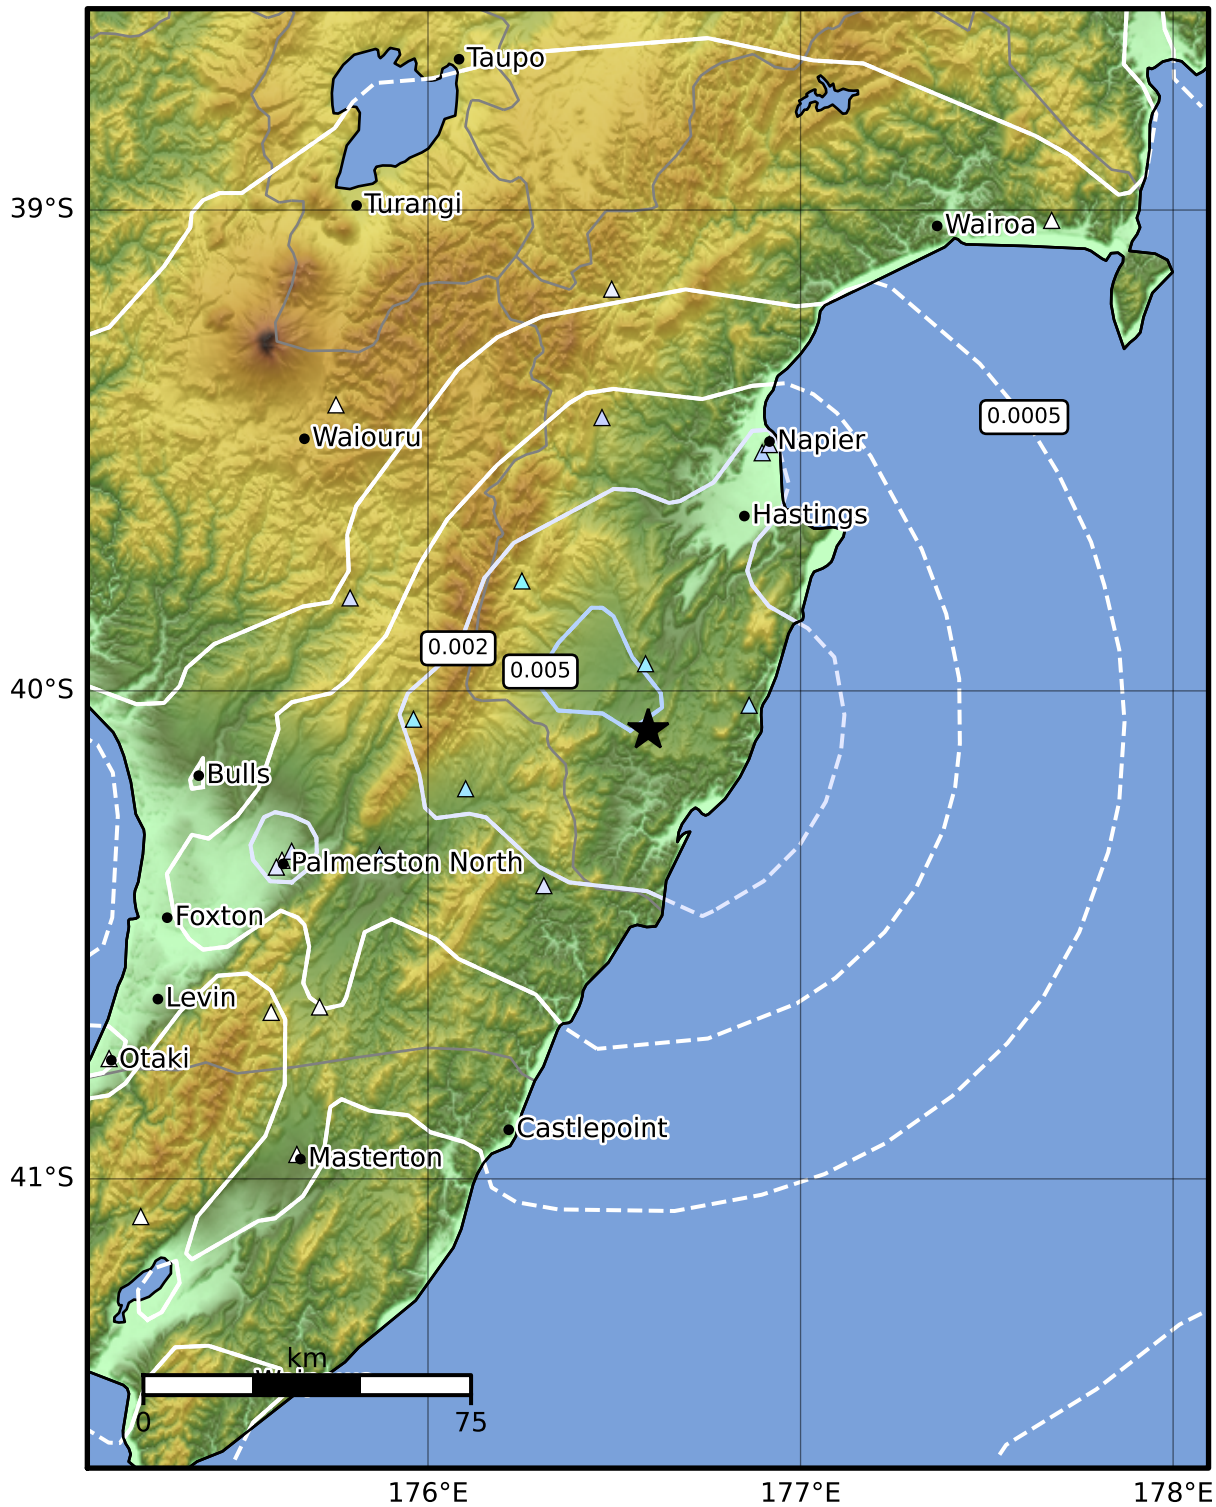 Taupo
39°S
Turangi
Wairoa
0.0005
Waiouru
Napier
Hastings
0.002
0.005
40°S
Bulls
Palmerston North
Foxton
Levin
Otaki
Castlepoint
Masterton
41°S
km
0
75
176°E
177°E
178°E